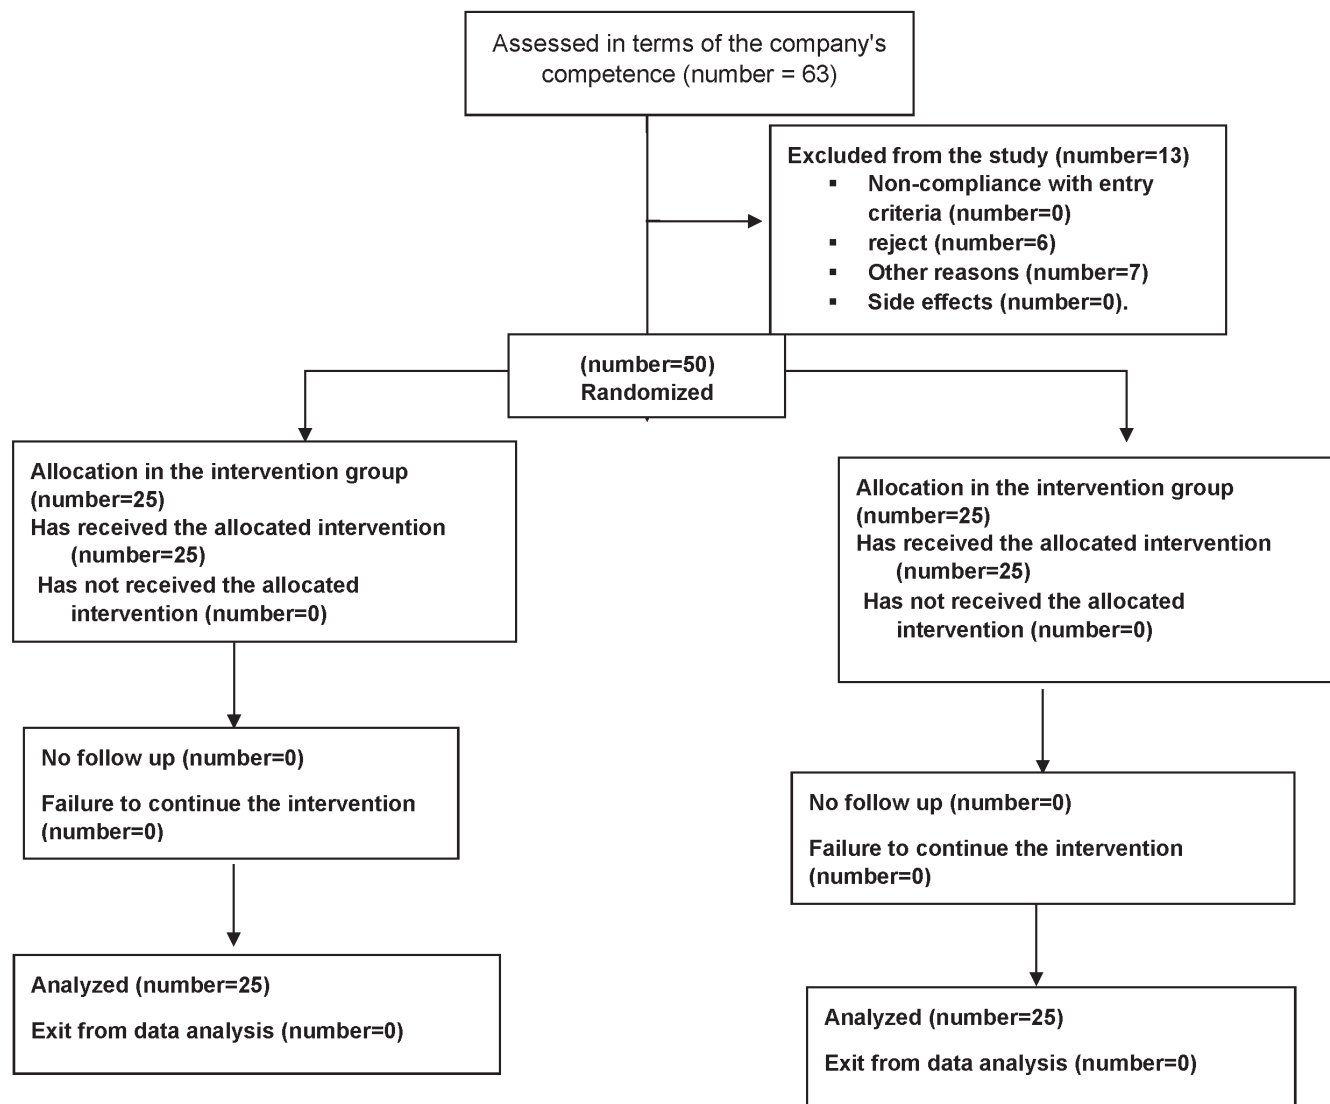 Assessed in terms of the company's
competence (number = 63)
Excluded from the study (number=13)
▪ Non-compliance with entry
criteria (number=0)
▪ reject (number=6)
▪ Other reasons (number=7)
▪ Side effects (number=0).
(number=50)
Randomized
Allocation in the intervention group
(number=25)
Has received the allocated intervention
(number=25)
Has not received the allocated
intervention (number=0)
Allocation in the intervention group
(number=25)
Has received the allocated intervention
(number=25)
Has not received the allocated
intervention (number=0)
No follow up (number=0)
Failure to continue the intervention
(number=0)
No follow up (number=0)
Failure to continue the intervention
(number=0)
Analyzed (number=25)
Exit from data analysis (number=0)
Analyzed (number=25)
Exit from data analysis (number=0)